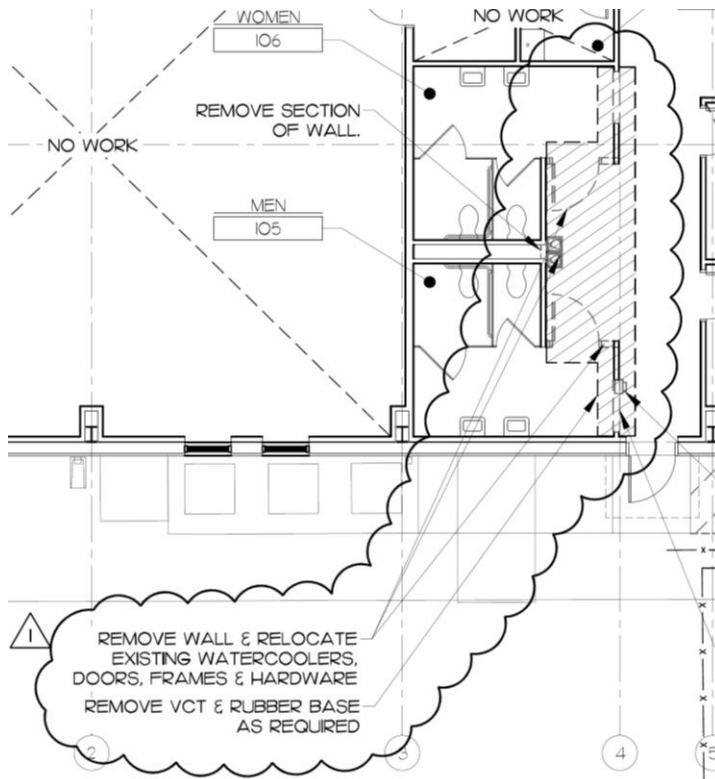 WOMEN
106
NO WORK
REMOVE SECTION
OF WALL.
NO WORK
MEN
105
1
REMOVE WALL & RELOCATE
EXISTING WATERCOOLERS,
DOORS, FRAMES & HARDWARE
REMOVE VCT & RUBBER BASE
AS REQUIRED
2
3
4
5